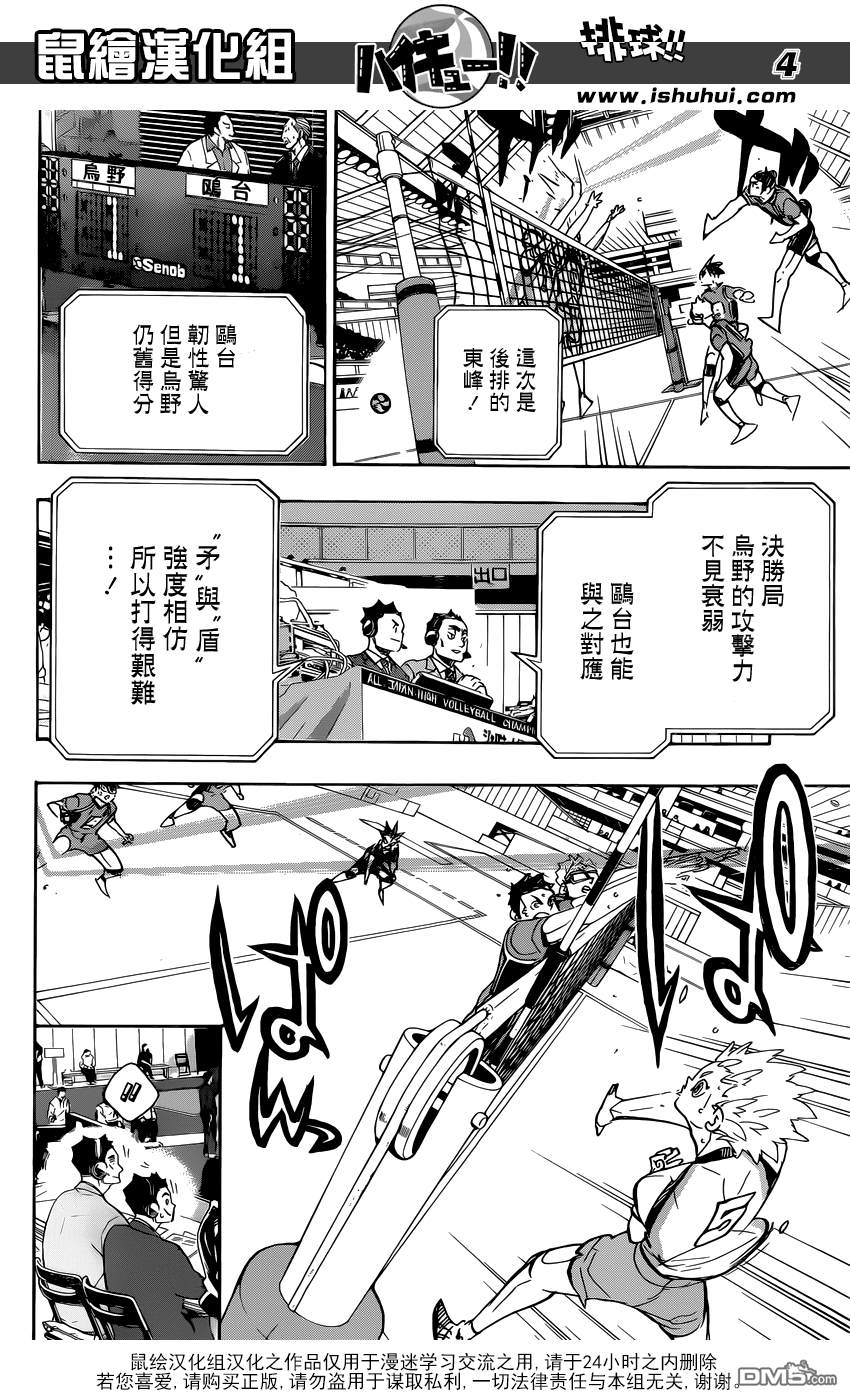 鼠繪漢化組
ハイキュー!!
排球!!
4
www.ishuhui.com
這次是
後排的
東峰！
烏野
鷗台
Senoh
鷗台
韌性驚人
但是烏野
仍舊得分
決勝局
烏野的攻擊力
不見衰弱
鷗台也能
與之對應
出口
ALL JAPAN HIGH VOLLEYBALL CHAMPI
“矛”與“盾”
強度相仿
所以打得艱難
…！
5
!!
鼠绘汉化组汉化之作品仅用于漫迷学习交流之用, 请于24小时之内删除
若您喜爱, 请购买正版, 请勿盗用于谋取私利, 一切法律责任与本组无关, 谢谢.
DM5.com